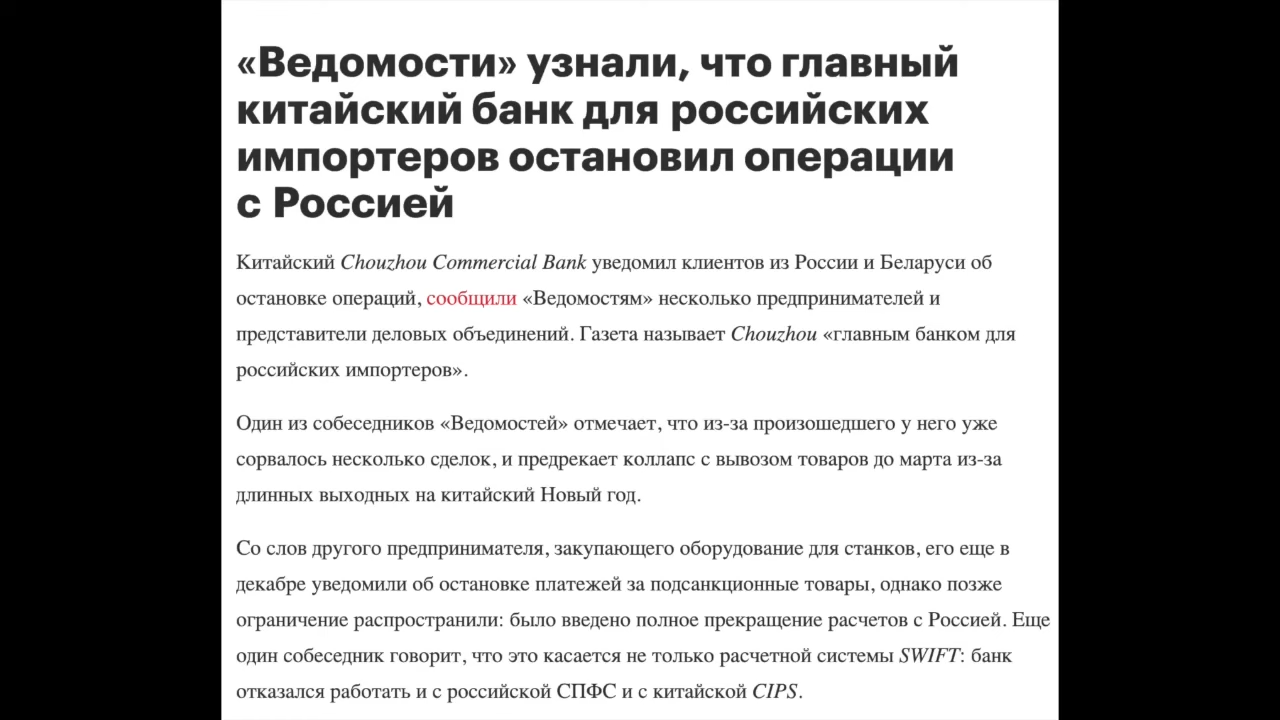 «Ведомости» узнали, что главный
китайский банк для российских
импортеров остановил операции
с Россией
Китайский Chouzhou Commercial Bank уведомил клиентов из России и Беларуси об
остановке операций, сообщили «Ведомостям» несколько предпринимателей и
представители деловых объединений. Газета называет Chouzhou «главным банком для
российских импортеров».
Один из собеседников «Ведомостей» отмечает, что из-за произошедшего у него уже
сорвалось несколько сделок, и предрекает коллапс с вывозом товаров до марта из-за
длинных выходных на китайский Новый год.
Со слов другого предпринимателя, закупающего оборудование для станков, его еще в
декабре уведомили об остановке платежей за подсанкционные товары, однако позже
ограничение распространили: было введено полное прекращение расчетов с Россией. Еще
один собеседник говорит, что это касается не только расчетной системы SWIFT: банк
отказался работать и с российской СПФС и с китайской CIPS.